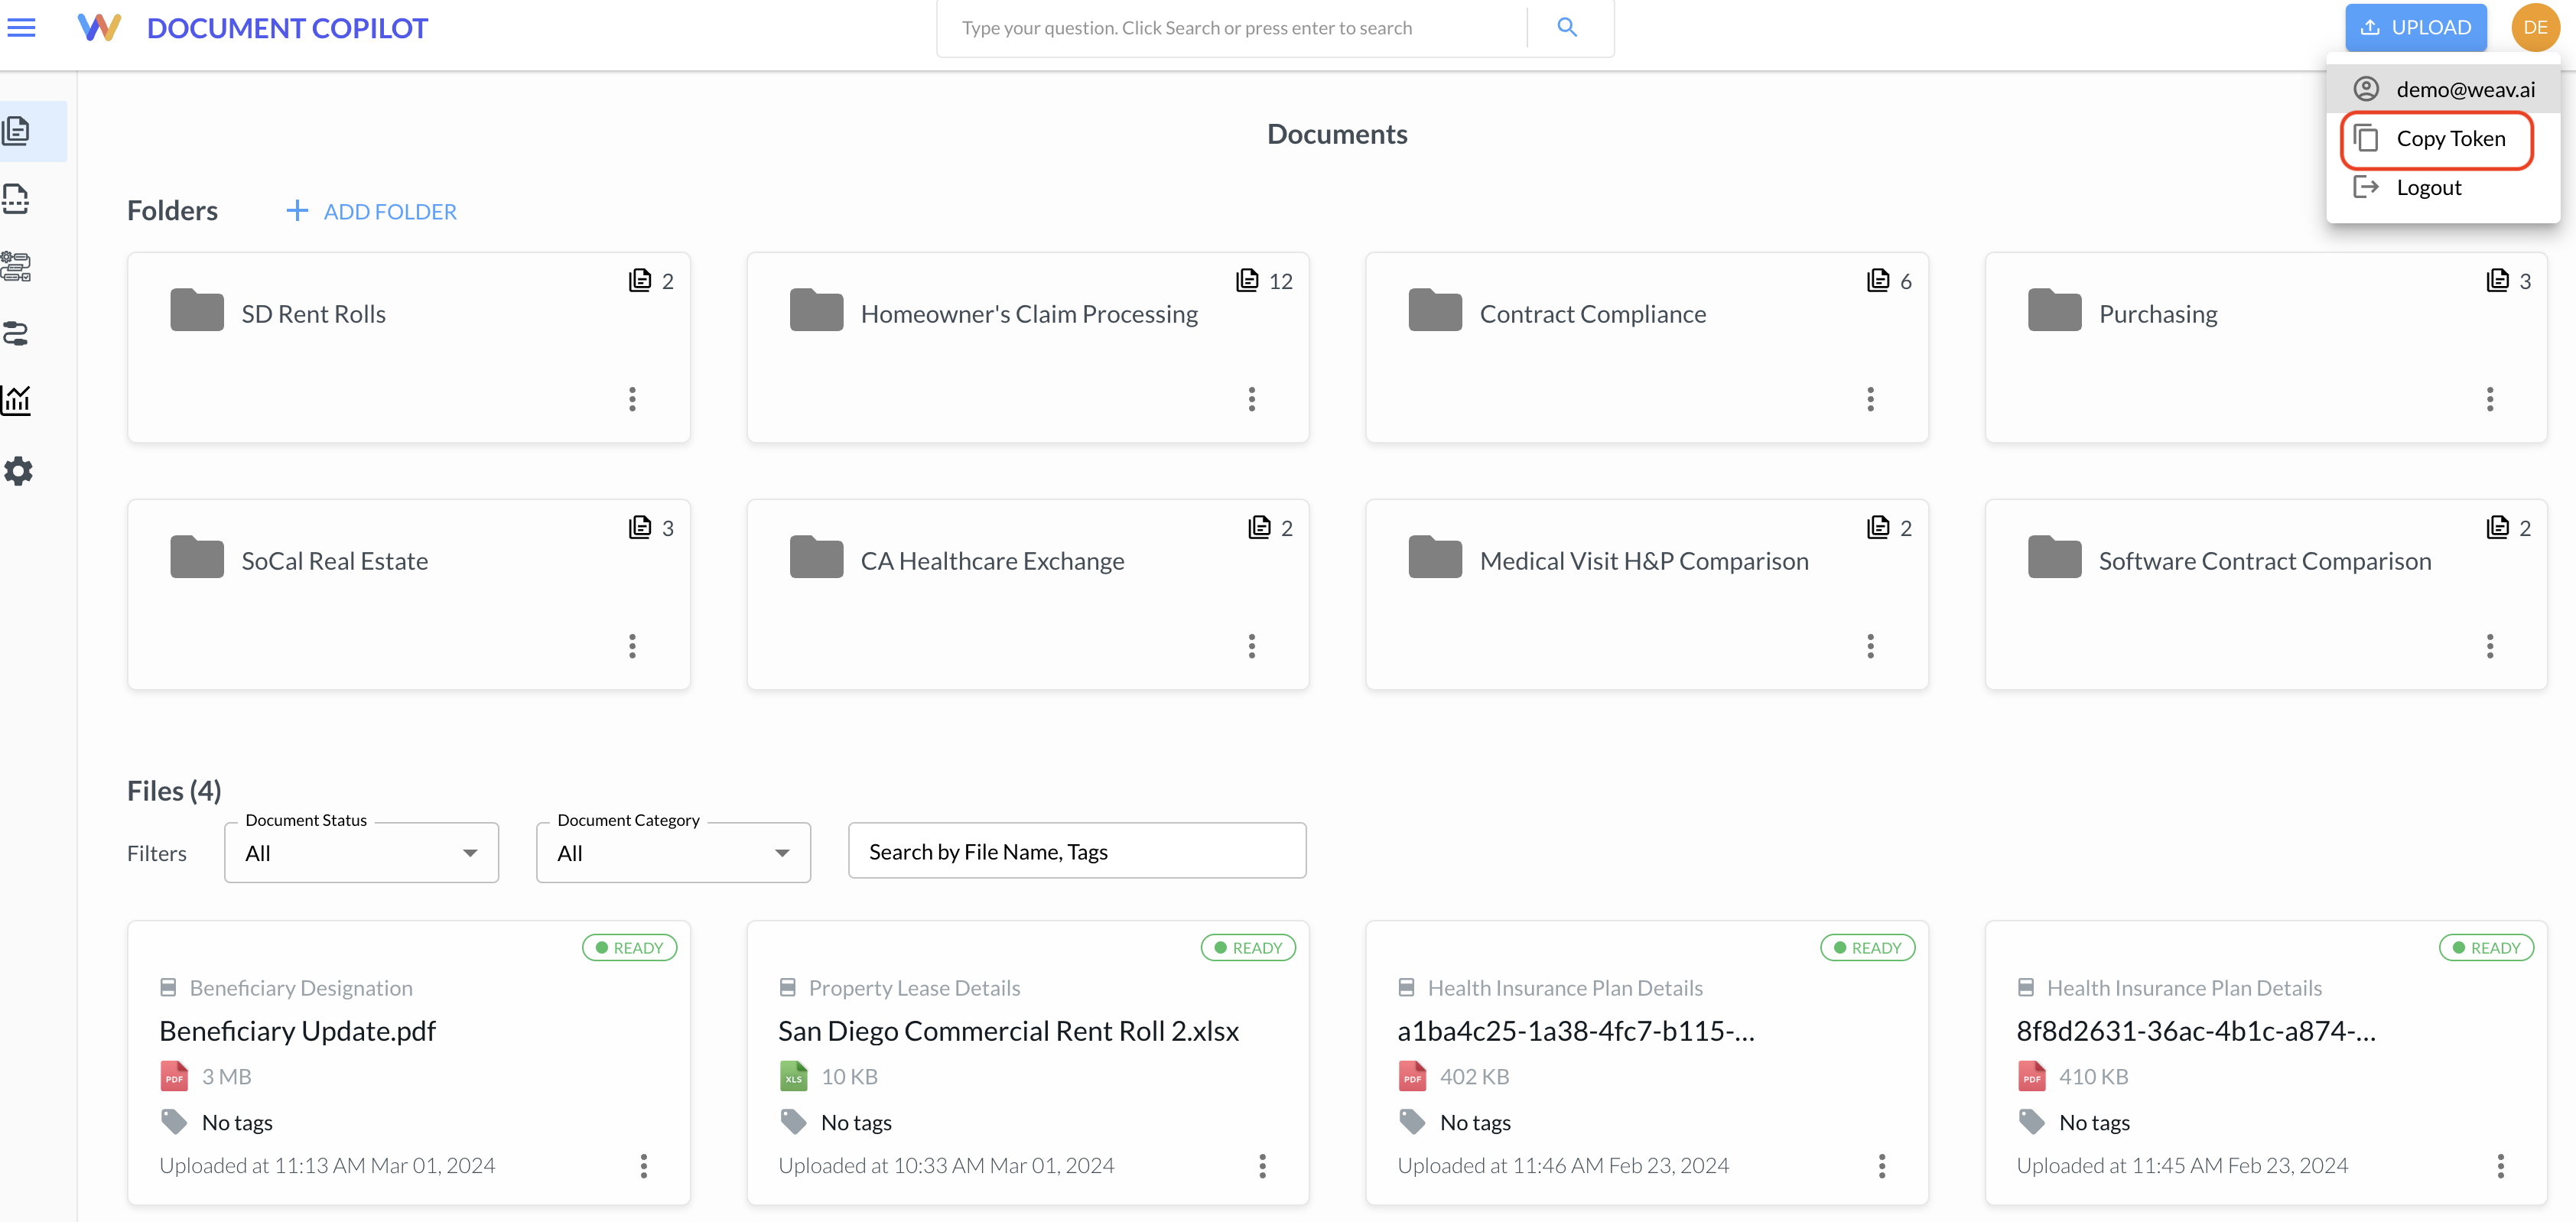 DOCUMENT COPILOT
Type your question. Click Search or press enter to search
UPLOAD
DE
demo@weav.ai
Copy Token
Logout
Documents
Folders
ADD FOLDER
2
SD Rent Rolls
12
Homeowner's Claim Processing
6
Contract Compliance
3
Purchasing
3
SoCal Real Estate
2
CA Healthcare Exchange
2
Medical Visit H&P Comparison
2
Software Contract Comparison
Files (4)
Filters
Document Status
All
Document Category
All
Search by File Name, Tags
READY
Beneficiary Designation
Beneficiary Update.pdf
PDF
3 MB
No tags
Uploaded at 11:13 AM Mar 01, 2024
READY
Property Lease Details
San Diego Commercial Rent Roll 2.xlsx
XLS
10 KB
No tags
Uploaded at 10:33 AM Mar 01, 2024
READY
Health Insurance Plan Details
a1ba4c25-1a38-4fc7-b115-...
PDF
402 KB
No tags
Uploaded at 11:46 AM Feb 23, 2024
READY
Health Insurance Plan Details
8f8d2631-36ac-4b1c-a874-...
PDF
410 KB
No tags
Uploaded at 11:45 AM Feb 23, 2024